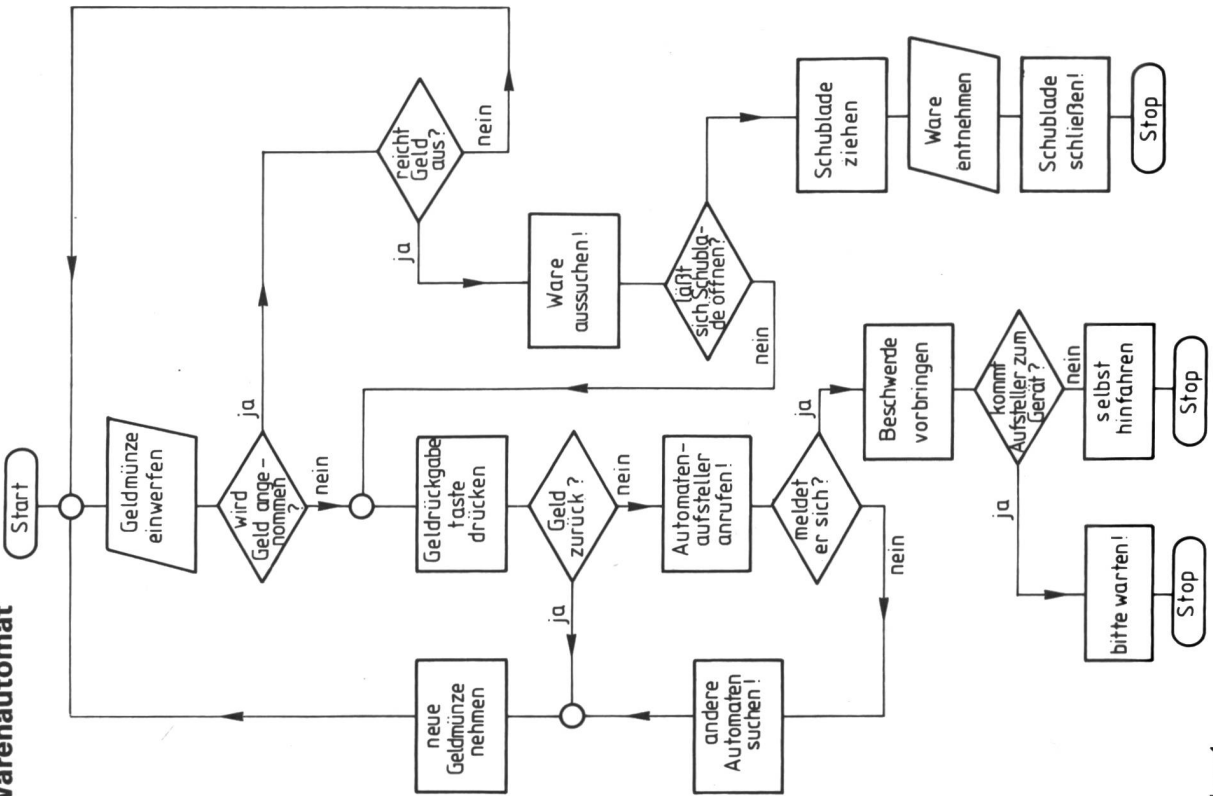 Warenautomat
Start
Geldmünze
einwerfen
wird
Geld ange-
nommen
?
ja
nein
reicht
Geld
aus?
nein
ja
Ware
aussuchen!
läßt
sich Schubla-
de öffnen?
nein
Schublade
ziehen
Ware
entnehmen
Schublade
schließen!
Stop
Geldrückgabe
taste
drücken
Geld
zurück ?
ja
nein
neue
Geldmünze
nehmen
Automaten-
aufsteller
anrufen!
meldet
er sich?
ja
nein
andere
Automaten
suchen!
Beschwerde
vorbringen
kommt
Aufsteller zum
Gerät ?
ja
nein
bitte warten!
Stop
selbst
hinfahren
Stop